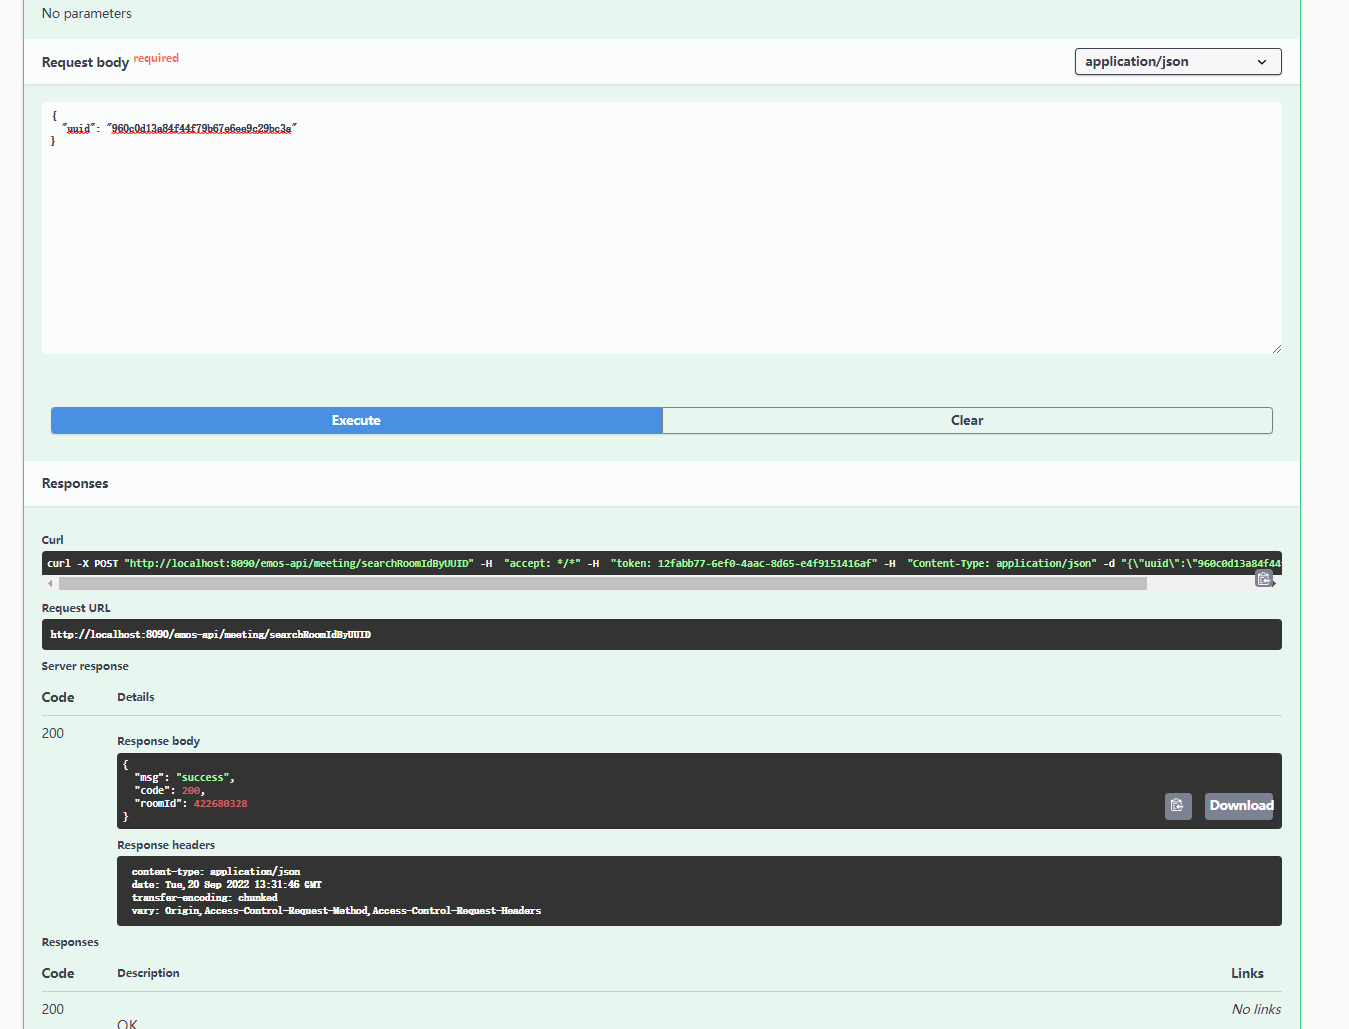 No parameters
Request body required
application/json
{
"uuid": "960c0d13a84f44f79b67e6ee9c29bc3a"
}
Execute
Clear
Responses
Curl
curl -X POST "http://localhost:8090/emos-api/meeting/searchRoomIdByUUID" -H "accept: */*" -H "token: 12fabb77-6ef0-4aac-8d65-e4f9151416af" -H "Content-Type: application/json" -d "{\"uuid\":\"960c0d13a84f44
Request URL
http://localhost:8090/emos-api/meeting/searchRoomIdByUUID
Server response
Code Details
200
Response body
{
"msg": "success",
"code": 200,
"roomId": 422680328
}
Download
Response headers
content-type: application/json
date: Tue,20 Sep 2022 13:31:46 GMT
transfer-encoding: chunked
vary: Origin,Access-Control-Request-Method,Access-Control-Request-Headers
Responses
Code Description Links
200 No links
OK